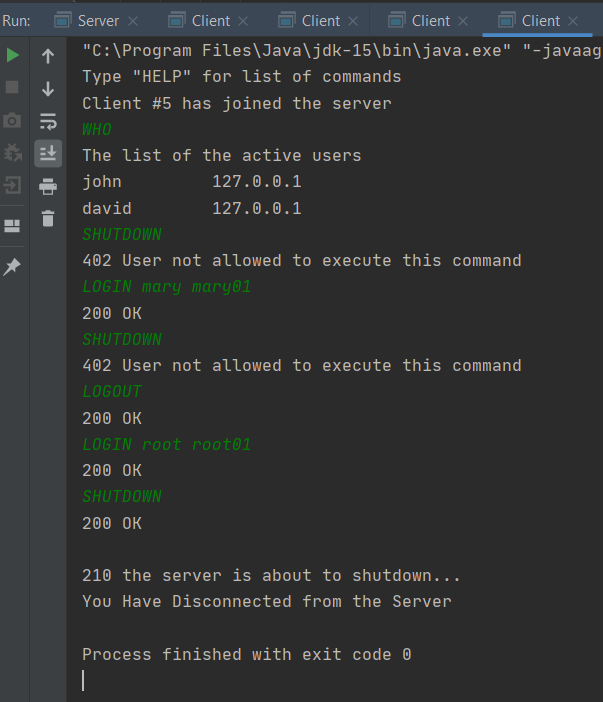 Run: Server Client Client Client Client
"C:\Program Files\Java\jdk-15\bin\java.exe" "-javaag
Type "HELP" for list of commands
Client #5 has joined the server
WHO
The list of the active users
john 127.0.0.1
david 127.0.0.1
SHUTDOWN
402 User not allowed to execute this command
LOGIN mary mary01
200 OK
SHUTDOWN
402 User not allowed to execute this command
LOGOUT
200 OK
LOGIN root root01
200 OK
SHUTDOWN
200 OK
210 the server is about to shutdown...
You Have Disconnected from the Server
Process finished with exit code 0